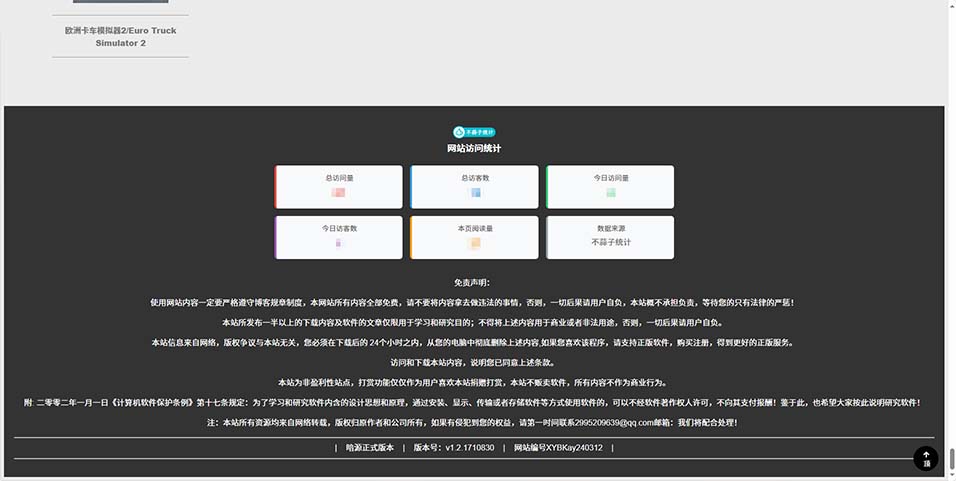 欧洲卡车模拟器2/Euro Truck
Simulator 2
不蒜子统计
网站访问统计
总访问量
总访客数
今日访问量
今日访客数
本页阅读量
数据来源
不蒜子统计
免责声明：
使用网站内容一定要严格遵守博客规章制度，本网站所有内容全部免费，请不要将内容拿去做违法的事情，否则，一切后果请用户自负，本站概不承担负责，等待您的只有法律的严惩！
本站所发布一半以上的下载内容及软件的文章仅限用于学习和研究目的；不得将上述内容用于商业或者非法用途，否则，一切后果请用户自负。
本站信息来自网络，版权争议与本站无关，您必须在下载后的 24个小时之内，从您的电脑中彻底删除上述内容,如果您喜欢该程序，请支持正版软件，购买注册，得到更好的正版服务。
访问和下载本站内容，说明您已同意上述条款。
本站为非盈利性站点，打赏功能仅仅作为用户喜欢本站捐赠打赏，本站不贩卖软件，所有内容不作为商业行为。
附: 二零零二年一月一日《计算机软件保护条例》第十七条规定：为了学习和研究软件内含的设计思想和原理，通过安装、显示、传输或者存储软件等方式使用软件的，可以不经软件著作权人许可，不向其支付报酬！鉴于此，也希望大家按此说明研究软件！
注：本站所有资源均来自网络转载，版权归原作者和公司所有，如果有侵犯到您的权益，请第一时间联系2995209639@qq.com邮箱：我们将配合处理！
| 暗源正式版本 | 版本号：v1.2.1710830 | 网站编号XYBKay240312 |
顶